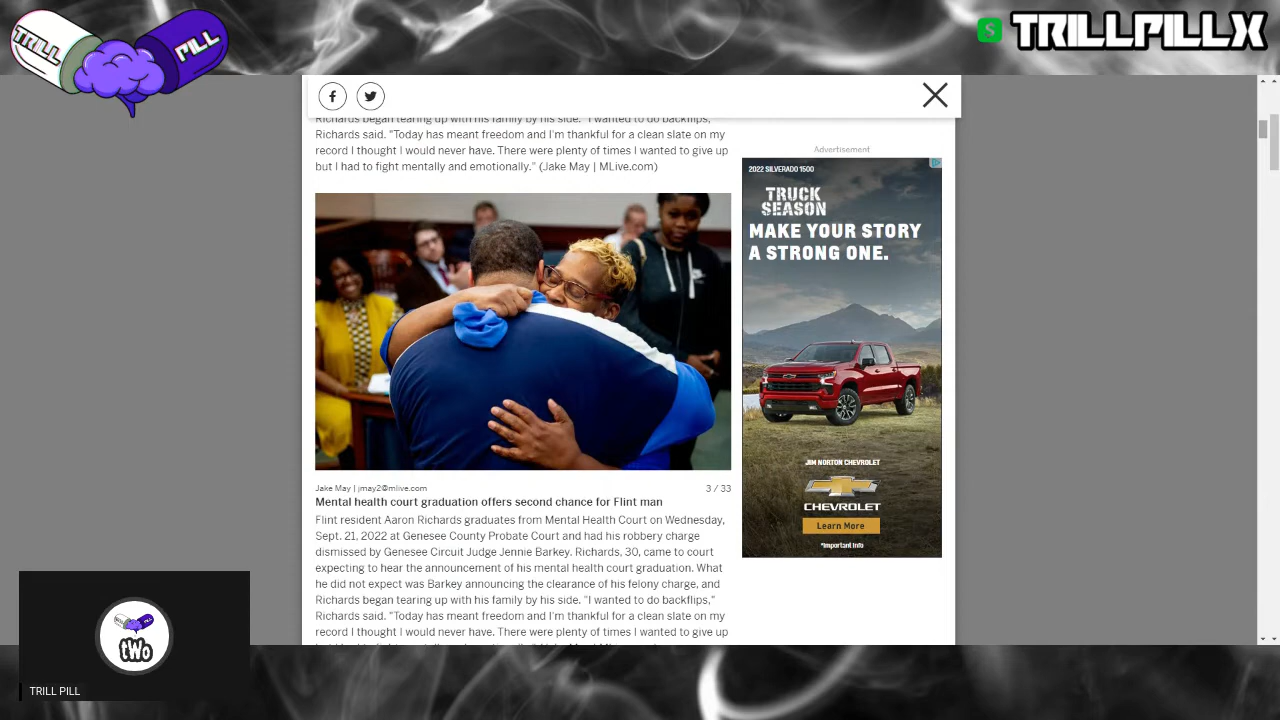 TRILL
PILL
TRILLPILLX
Richards began tearing up with his family by his side. "I wanted to do backflips,"
Richards said. "Today has meant freedom and I'm thankful for a clean slate on my
record I thought I would never have. There were plenty of times I wanted to give up
but I had to fight mentally and emotionally." (Jake May | MLive.com)
Advertisement
2022 SILVERADO 1500
TRUCK
SEASON
MAKE YOUR STORY
A STRONG ONE.
JIM NORTON CHEVROLET
CHEVROLET
Learn More
*Important Info
Jake May | jmay2@mlive.com
3 / 33
Mental health court graduation offers second chance for Flint man
Flint resident Aaron Richards graduates from Mental Health Court on Wednesday,
Sept. 21, 2022 at Genesee County Probate Court and had his robbery charge
dismissed by Genesee Circuit Judge Jennie Barkey. Richards, 30, came to court
expecting to hear the announcement of his mental health court graduation. What
he did not expect was Barkey announcing the clearance of his felony charge, and
Richards began tearing up with his family by his side. "I wanted to do backflips,"
Richards said. "Today has meant freedom and I'm thankful for a clean slate on my
record I thought I would never have. There were plenty of times I wanted to give up
tWo
TRILL PILL